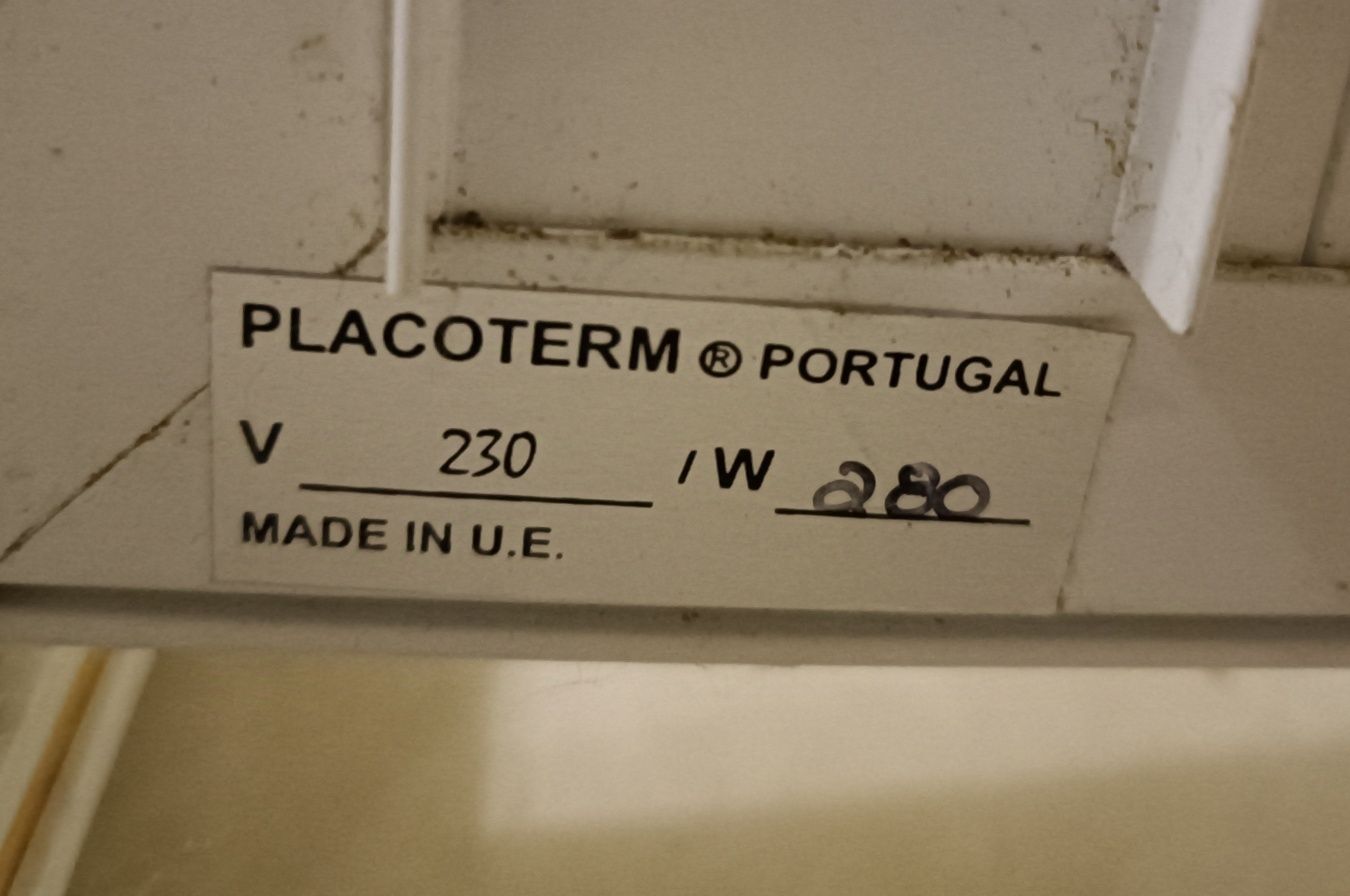 PLACOTERM ® PORTUGAL
V 230 / W 280
MADE IN U.E.